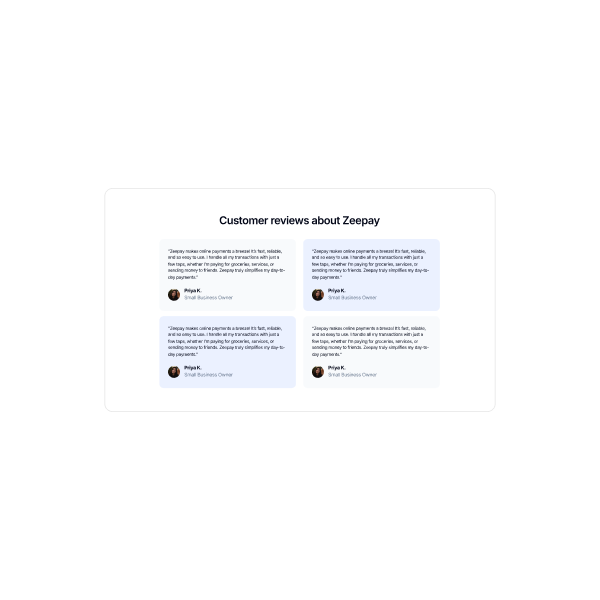 Customer reviews about Zeepay
"Zeepay makes online payments a breeze! It's fast, reliable,
and so easy to use. I handle all my transactions with just a
few taps, whether I'm paying for groceries, services, or
sending money to friends. Zeepay truly simplifies my day-to-
day payments."
Priya K.
Small Business Owner
"Zeepay makes online payments a breeze! It's fast, reliable,
and so easy to use. I handle all my transactions with just a
few taps, whether I'm paying for groceries, services, or
sending money to friends. Zeepay truly simplifies my day-to-
day payments."
Priya K.
Small Business Owner
"Zeepay makes online payments a breeze! It's fast, reliable,
and so easy to use. I handle all my transactions with just a
few taps, whether I'm paying for groceries, services, or
sending money to friends. Zeepay truly simplifies my day-to-
day payments."
Priya K.
Small Business Owner
"Zeepay makes online payments a breeze! It's fast, reliable,
and so easy to use. I handle all my transactions with just a
few taps, whether I'm paying for groceries, services, or
sending money to friends. Zeepay truly simplifies my day-to-
day payments."
Priya K.
Small Business Owner